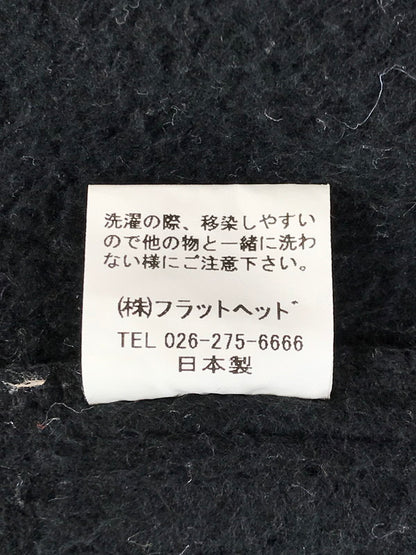 洗濯の際、移染しやすい
ので他の物と一緒に洗わ
ない様にご注意下さい。
㈱フラットヘッド
TEL 026-275-6666
日本製